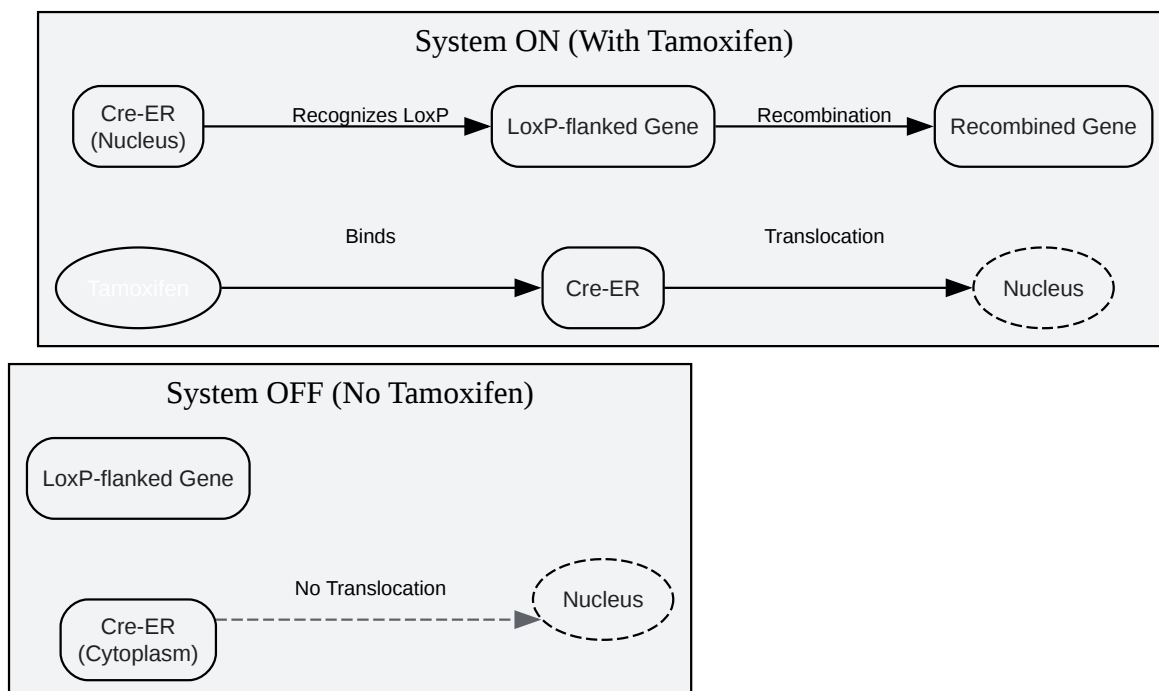 System ON (With Tamoxifen)
Cre-ER
(Nucleus)
Recognizes LoxP
LoxP-flanked Gene
Recombination
Recombined Gene
Tamoxifen
Binds
Cre-ER
Translocation
Nucleus
System OFF (No Tamoxifen)
LoxP-flanked Gene
Cre-ER
(Cytoplasm)
No Translocation
Nucleus